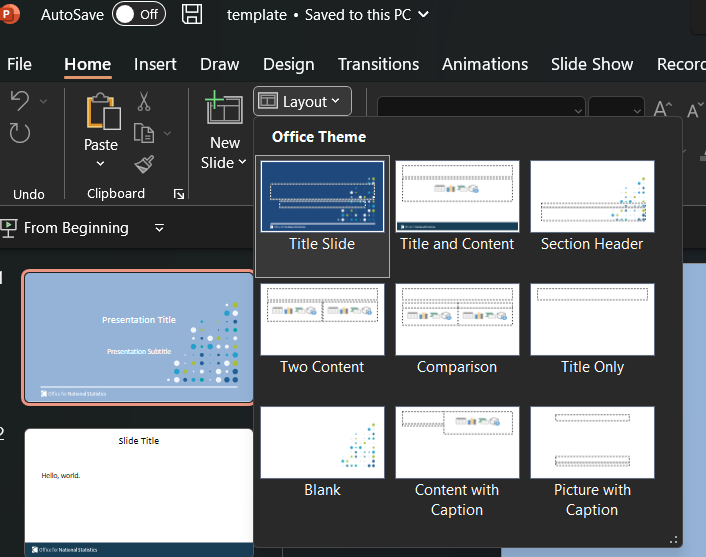 AutoSave Off template • Saved to this PC
File Home Insert Draw Design Transitions Animations Slide Show Record
Undo
Paste
Clipboard
New
Slide
Layout
From Beginning
Office Theme
Title Slide Title and Content Section Header
Two Content Comparison Title Only
Blank Content with
Caption Picture with
Caption
1
Presentation Title
Presentation Subtitle
Office for National Statistics
2
Slide Title
Hello, world.
Office for National Statistics